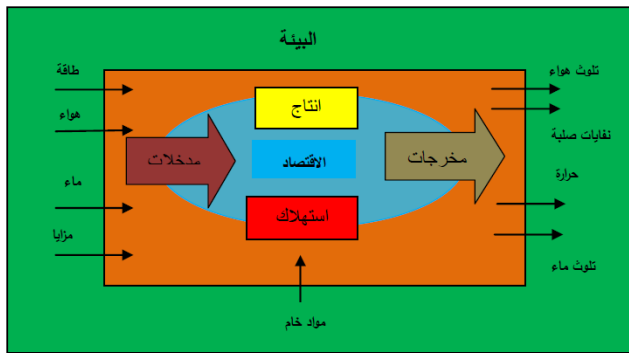 البيئة
طاقة
تلوث هواء
انتاج
هواء
نفايات صلبة
مدخلات
الاقتصاد
مخرجات
ماء
حرارة
استهلاك
مزايا
تلوث ماء
مواد خام